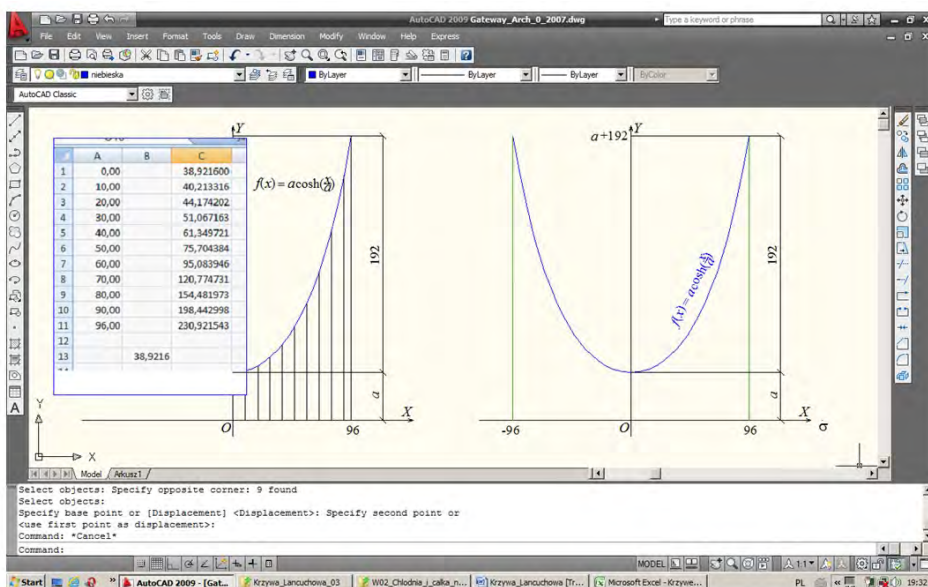 AutoCAD 2009 Gateway_Arch_0_2007.dwg
Type a keyword or phrase
File Edit View Insert Format Tools Draw Dimension Modify Window Help Express
niebieska
ByLayer
ByLayer
ByLayer
ByColor
AutoCAD Classic
A B C
1 0,00 38,921600
2 10,00 40,213316
3 20,00 44,174202
4 30,00 51,067163
5 40,00 61,349721
6 50,00 75,704384
7 60,00 95,083946
8 70,00 120,774731
9 80,00 154,481973
10 90,00 198,442998
11 96,00 230,921543
12
13 38,9216
Y
f(x) = acosh(x/a)
192
a
X
O
96
Y
a+192
f(x) = acosh(x/a)
192
a
X
-96
O
96
σ
Y
X
Model / Arkusz1 /
Select objects: Specify opposite corner: 9 found
Select objects:
Specify base point or [Displacement] <Displacement>: Specify second point or
<use first point as displacement>:
Command: *Cancel*
Command:
MODEL
A 1:1
Start
AutoCAD 2009 - [Gat...
Krzywa_Lancuchowa_03
W02_Chlodnia_i_calka_n...
Krzywa_Lancuchowa [Tr...
Microsoft Excel - Krzywe...
PL
19:32